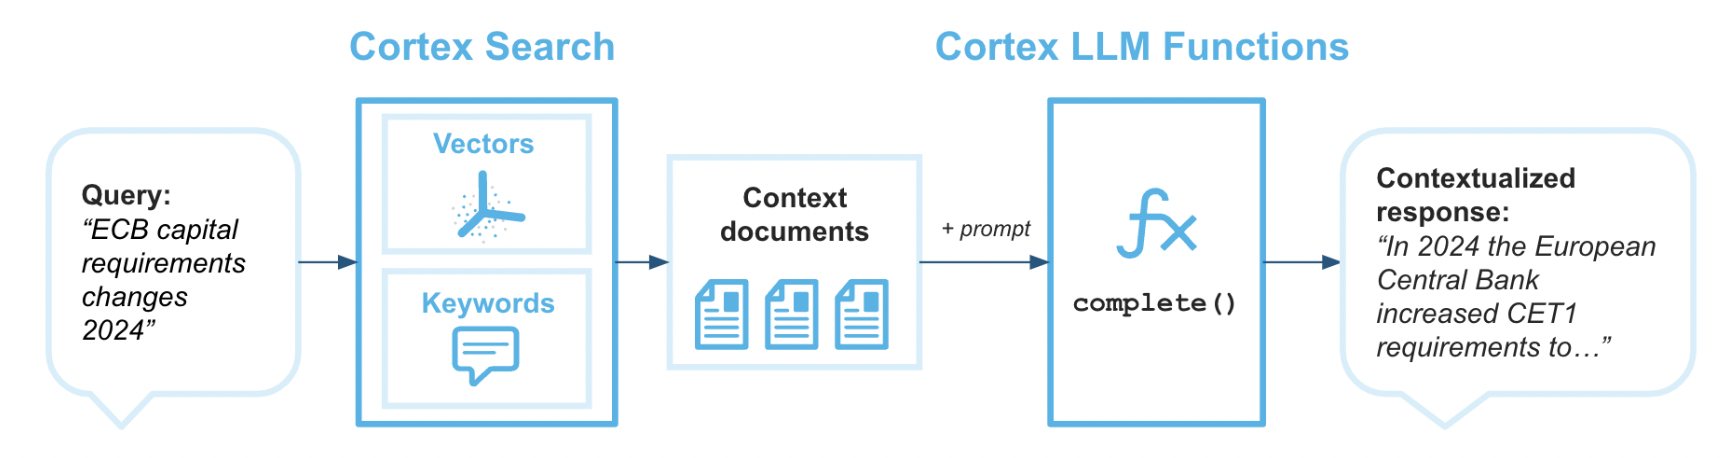 Cortex Search
Cortex LLM Functions
Query:
“ECB capital
requirements
changes
2024”
Vectors
Keywords
Context
documents
+ prompt
fx
complete()
Contextualized
response:
“In 2024 the European
Central Bank
increased CET1
requirements to…”